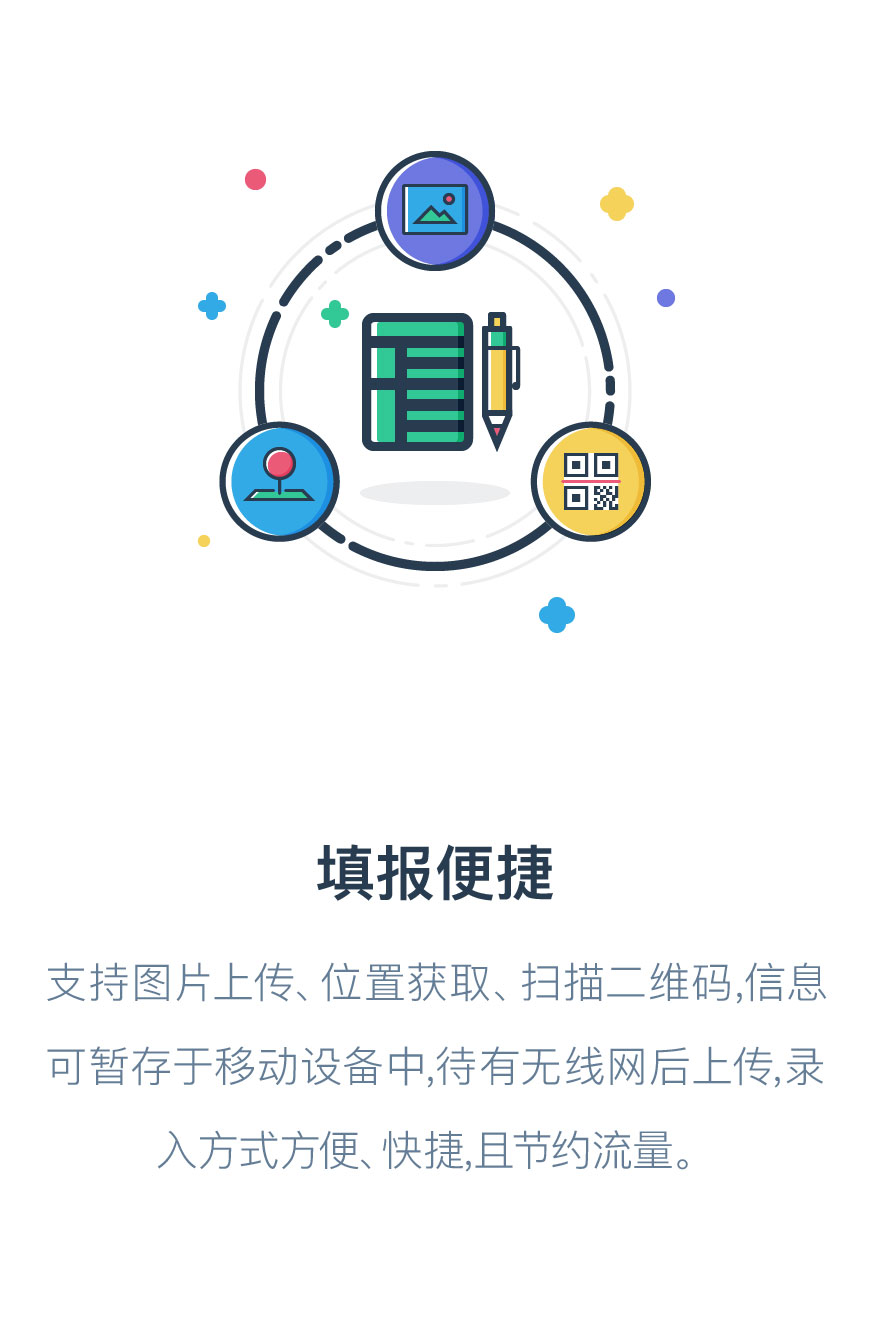 填报便捷
支持图片上传、位置获取、扫描二维码,信息
可暂存于移动设备中,待有无线网后上传,录
入方式方便、快捷,且节约流量。